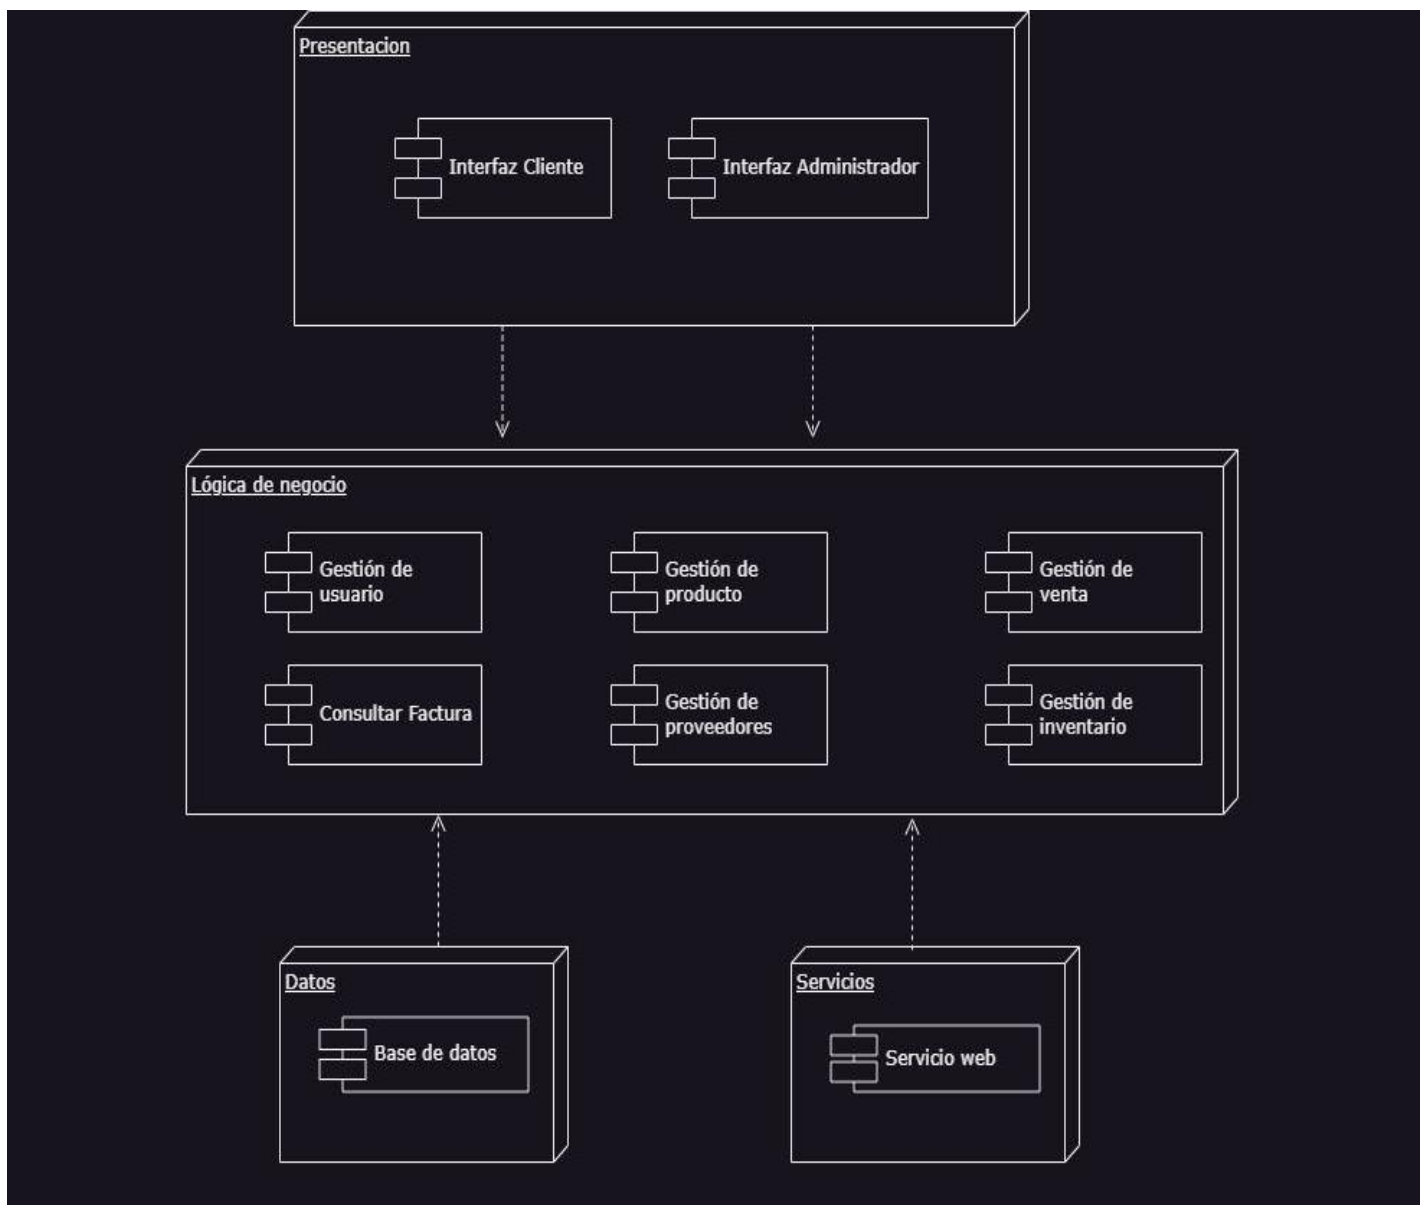 Presentacion
Interfaz Cliente
Interfaz Administrador
Lógica de negocio
Gestión de
usuario
Gestión de
producto
Gestión de
venta
Consultar Factura
Gestión de
proveedores
Gestión de
inventario
Datos
Base de datos
Servicios
Servicio web